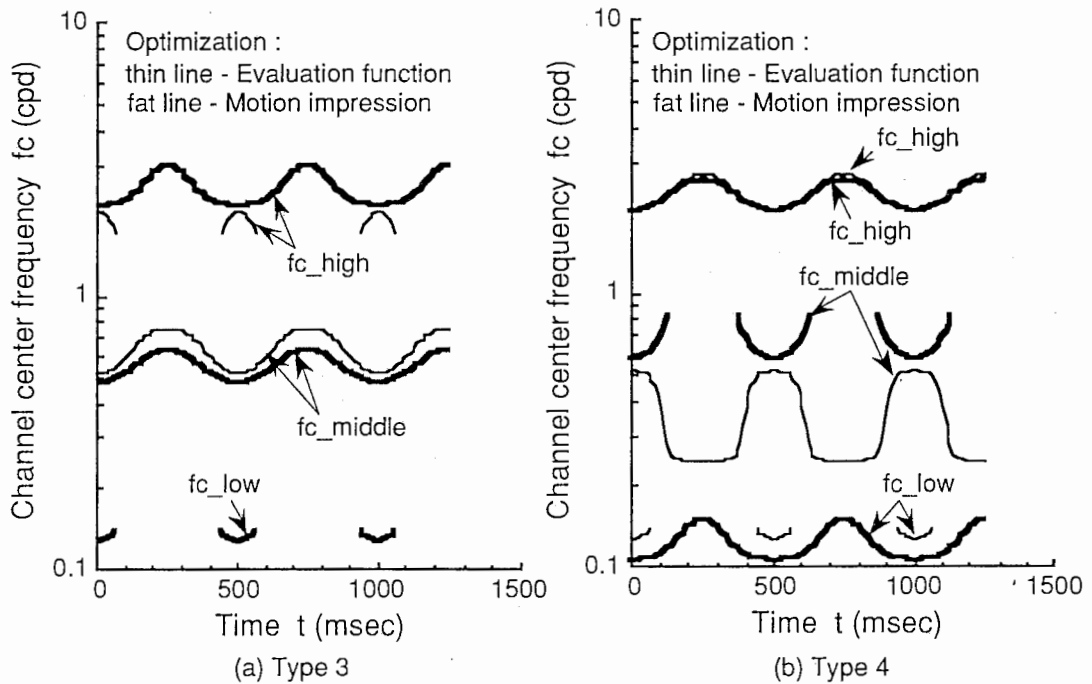 10
Optimization :
thin line - Evaluation function
fat line - Motion impression
fc_high
1
fc_middle
fc_low
0.1
0
500
1000
1500
Channel center frequency fc (cpd)
Time t (msec)
(a) Type 3
10
Optimization :
thin line - Evaluation function
fat line - Motion impression
fc_high
fc_high
1
fc_middle
fc_low
0.1
0
500
1000
1500
Channel center frequency fc (cpd)
Time t (msec)
(b) Type 4